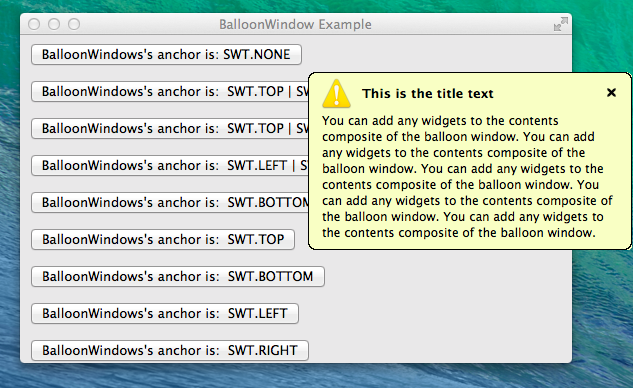 BalloonWindow Example
BalloonWindows's anchor is: SWT.NONE
BalloonWindows's anchor is: SWT.TOP |
BalloonWindows's anchor is: SWT.TOP |
BalloonWindows's anchor is: SWT.LEFT |
BalloonWindows's anchor is:
BalloonWindows's anchor is: SWT.TOP
BalloonWindows's anchor is: SWT.BOTTOM
BalloonWindows's anchor is: SWT.LEFT
BalloonWindows's anchor is: SWT.RIGHT
This is the title text
You can add any widgets to the contents
composite of the balloon window. You can add
any widgets to the contents composite of the
balloon window. You can add any widgets to the
contents composite of the balloon window. You
can add any widgets to the contents composite of
the balloon window. You can add any widgets to
the contents composite of the balloon window.